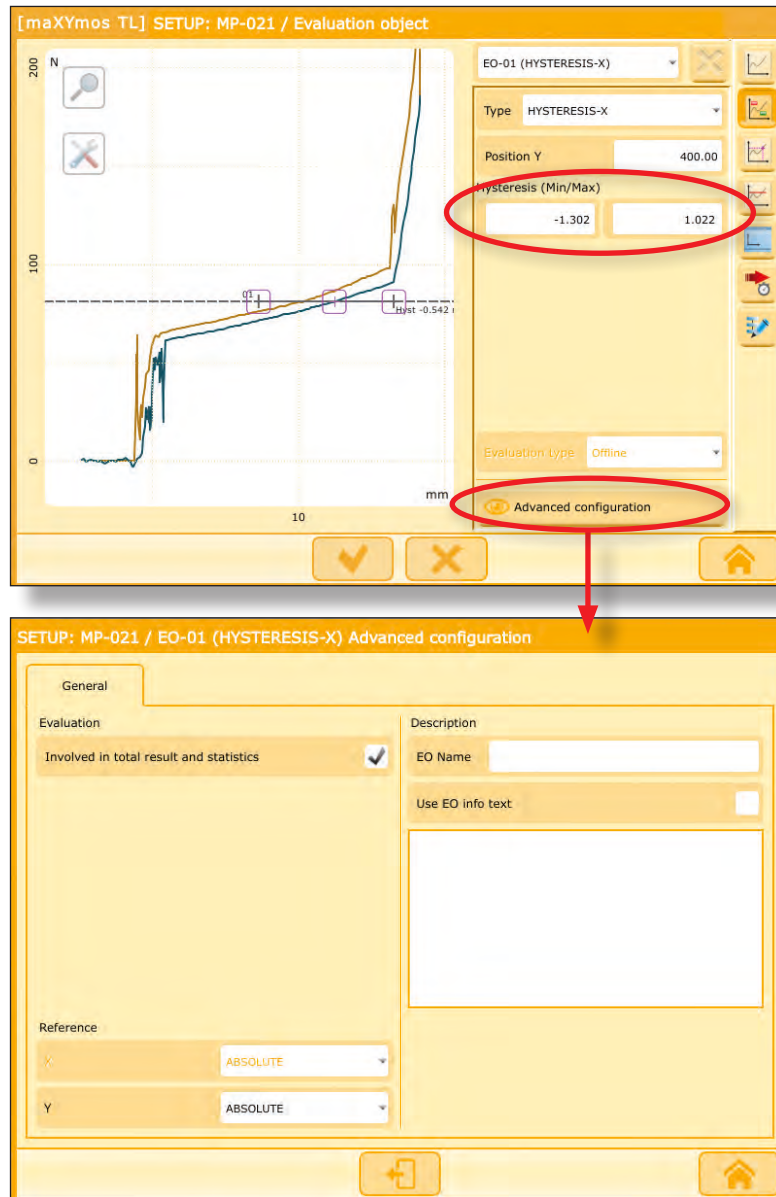 [maXYmos TL] SETUP: MP-021 / Evaluation object
N
200
100
0
01
Hyst -0.542
mm
10
EO-01 (HYSTERESIS-X)
Type HYSTERESIS-X
Position Y 400.00
Hysteresis (Min/Max)
-1.302 1.022
Evaluation type Offline
Advanced configuration
SETUP: MP-021 / EO-01 (HYSTERESIS-X) Advanced configuration
General
Evaluation
Involved in total result and statistics
Reference
X ABSOLUTE
Y ABSOLUTE
Description
EO Name
Use EO info text